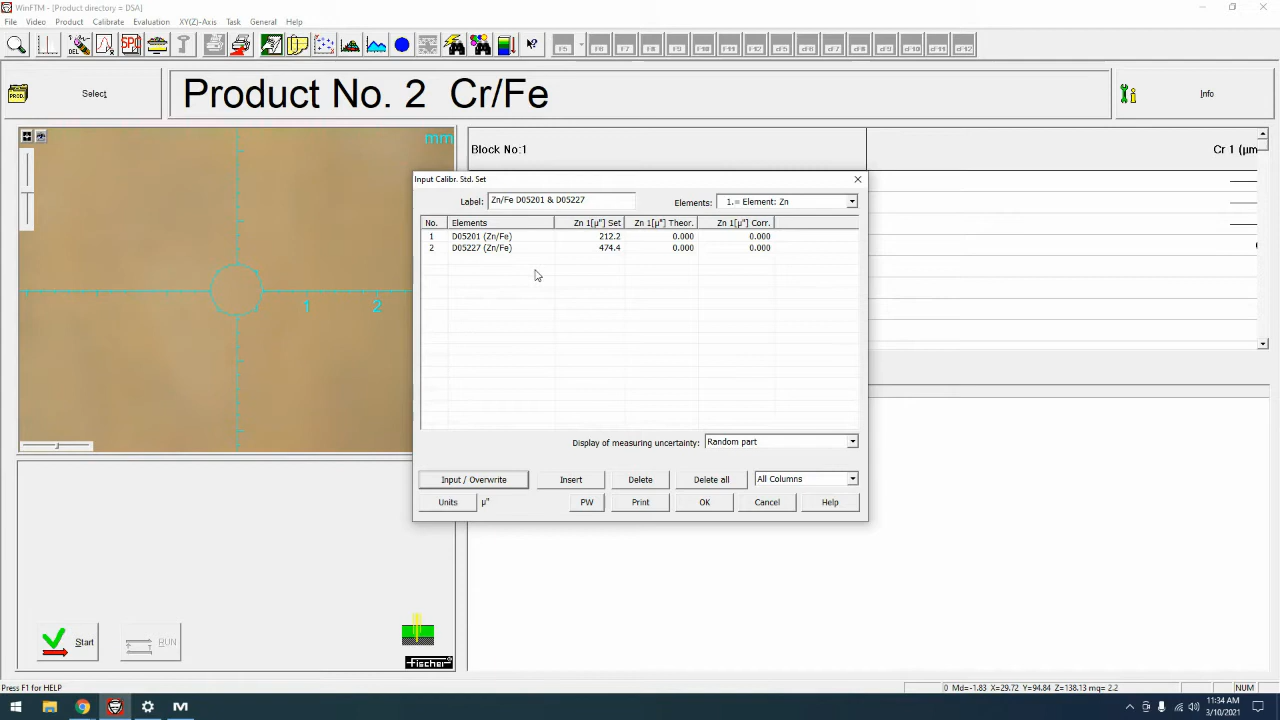 WinFTM - [Product directory = DSA]
File Video Product Calibrate Evaluation XY(Z)-Axis Task General Help
Select
Product No. 2 Cr/Fe
Info
mm
1 2
Block No:1
Cr 1 (µm
Input Calibr. Std. Set
Label: Zn/Fe D05201 & D05227 Elements: 1.= Element: Zn
No. Elements Zn 1[µ"] Set Zn 1[µ"] Theor. Zn 1[µ"] Corr.
1 D05201 (Zn/Fe) 212.2 0.000 0.000
2 D05227 (Zn/Fe) 474.4 0.000 0.000
Display of measuring uncertainty: Random part
Input / Overwrite Insert Delete Delete all All Columns
Units µ" PW Print OK Cancel Help
Start RUN
fischer
Press F1 for HELP
0 Md=-1.83 X=29.72 Y=94.84 Z=138.13 mq= 2.2 NUM
11:34 AM
3/10/2021